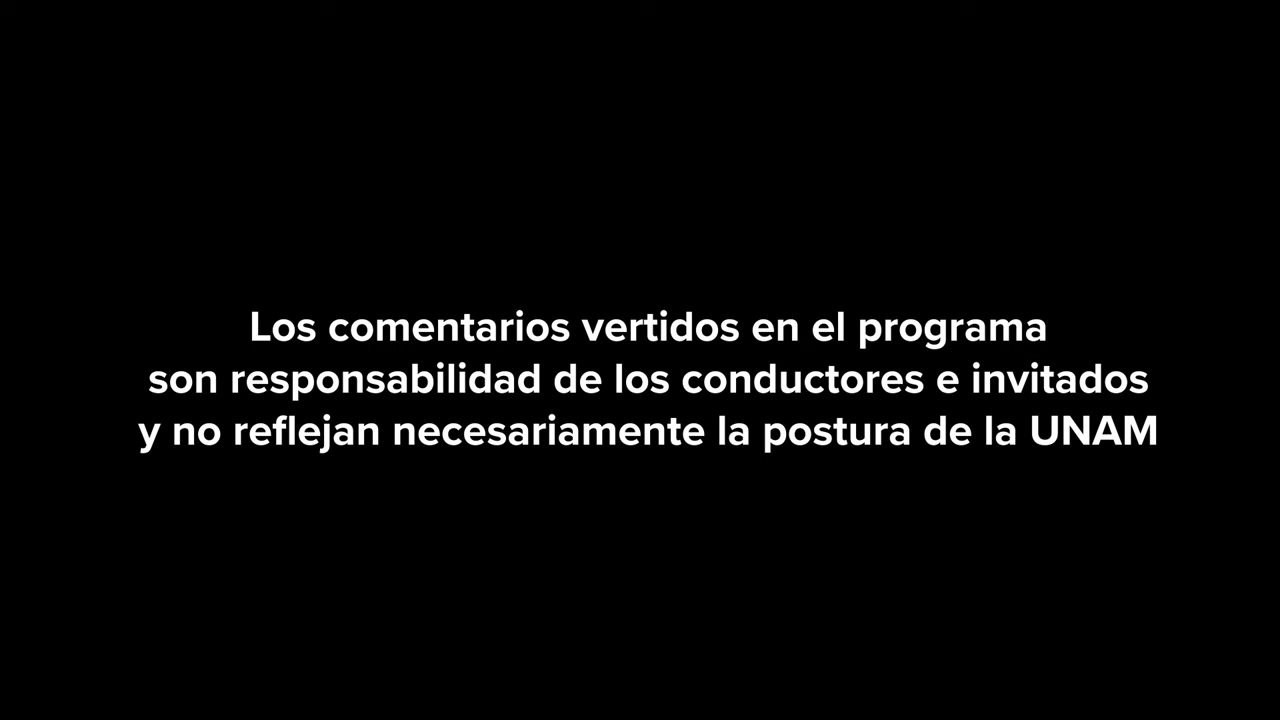 Los comentarios vertidos en el programa
son responsabilidad de los conductores e invitados
y no reflejan necesariamente la postura de la UNAM